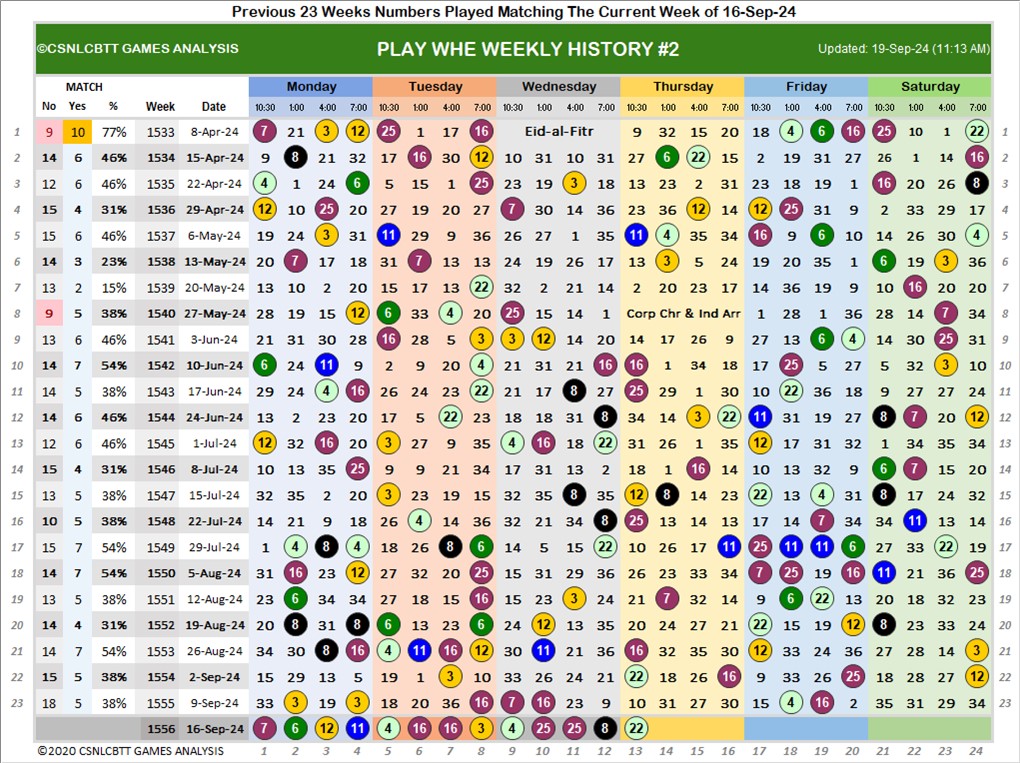 Previous 23 Weeks Numbers Played Matching The Current Week of 16-Sep-24
©CSNLCBTT GAMES ANALYSIS PLAY WHE WEEKLY HISTORY #2 Updated: 19-Sep-24 (11:13 AM)
MATCH Monday Tuesday Wednesday Thursday Friday Saturday
No Yes % Week Date 10:30 1:00 4:00 7:00 10:30 1:00 4:00 7:00 10:30 1:00 4:00 7:00 10:30 1:00 4:00 7:00 10:30 1:00 4:00 7:00 10:30 1:00 4:00 7:00
1 9 10 77% 1533 8-Apr-24 7 21 3 12 25 1 17 16 Eid-al-Fitr 9 32 15 20 18 4 6 16 25 10 1 22 1
2 14 6 46% 1534 15-Apr-24 9 8 21 32 17 16 30 12 10 31 10 31 27 6 22 15 2 19 31 27 26 1 14 16 2
3 12 6 46% 1535 22-Apr-24 4 1 24 6 5 15 1 25 23 19 3 18 13 23 2 31 23 18 19 1 16 20 26 8 3
4 15 4 31% 1536 29-Apr-24 12 10 25 20 27 19 20 27 7 30 14 36 23 36 12 14 12 25 31 9 2 33 29 17 4
5 15 6 46% 1537 6-May-24 19 24 3 31 11 29 9 36 26 27 1 35 11 4 35 34 16 9 6 10 14 26 30 4 5
6 14 3 23% 1538 13-May-24 20 7 17 18 31 7 13 13 24 19 26 17 13 3 5 24 19 20 35 1 6 19 3 36 6
7 13 2 15% 1539 20-May-24 13 10 2 20 15 17 13 22 32 2 21 14 2 20 23 17 14 36 19 9 10 16 20 7 7
8 9 5 38% 1540 27-May-24 28 19 15 12 6 33 4 20 25 15 14 1 Corp Chr & Ind Arr 1 28 1 36 28 14 7 34 8
9 13 6 46% 1541 3-Jun-24 21 31 30 28 16 28 5 3 3 12 14 20 14 17 26 9 27 13 6 4 14 30 25 31 9
10 14 7 54% 1542 10-Jun-24 6 24 11 9 2 9 20 4 21 31 21 16 16 1 34 18 18 25 5 27 5 32 3 10 10
11 14 5 38% 1543 17-Jun-24 29 24 4 16 26 24 23 22 21 11 8 27 25 29 1 30 10 22 36 18 9 27 27 24 11
12 14 6 46% 1544 24-Jun-24 13 2 23 20 17 5 22 23 18 18 31 8 34 14 3 22 11 31 19 27 8 7 20 12 12
13 12 6 46% 1545 1-Jul-24 12 32 16 20 3 27 9 35 4 16 18 22 31 26 1 35 12 17 31 32 1 34 35 34 13
14 15 4 31% 1546 8-Jul-24 10 13 35 25 9 9 21 34 17 31 13 2 18 1 16 14 10 13 32 9 6 7 15 20 14
15 13 5 38% 1547 15-Jul-24 32 35 2 20 3 23 19 15 32 35 8 35 12 8 14 23 22 13 4 31 8 17 24 32 15
16 10 5 38% 1548 22-Jul-24 14 21 9 18 26 4 14 36 32 21 34 8 25 13 14 13 17 14 7 34 34 11 13 14 16
17 15 7 54% 1549 29-Jul-24 1 4 3 4 18 26 7 6 14 5 15 22 10 26 17 11 25 11 11 6 27 33 22 19 17
18 14 7 54% 1550 5-Aug-24 31 16 23 12 27 32 20 25 15 31 29 36 26 23 33 34 7 25 19 16 11 21 36 25 18
19 13 5 38% 1551 12-Aug-24 23 6 34 34 27 18 15 16 15 23 3 24 21 7 32 14 9 6 22 13 20 18 32 23 19
20 14 4 31% 1552 19-Aug-24 20 8 31 8 6 13 23 6 24 12 13 35 20 24 27 21 22 15 20 12 8 23 33 24 20
21 14 7 54% 1553 26-Aug-24 34 30 8 16 4 11 16 12 30 11 21 36 16 32 35 30 12 33 24 36 27 28 14 3 21
22 15 5 38% 1554 2-Sep-24 15 29 13 5 19 1 3 10 33 26 24 21 22 18 26 16 9 33 26 25 18 28 27 12 22
23 18 5 38% 1555 9-Sep-24 33 3 19 3 18 20 36 16 7 16 23 9 10 31 27 30 15 4 16 2 35 31 29 34 23
1556 16-Sep-24 7 6 12 11 4 16 16 3 4 25 25 8 22
©2020 CSNLCBTT GAMES ANALYSIS 1 2 3 4 5 6 7 8 9 10 11 12 13 14 15 16 17 18 19 20 21 22 23 24